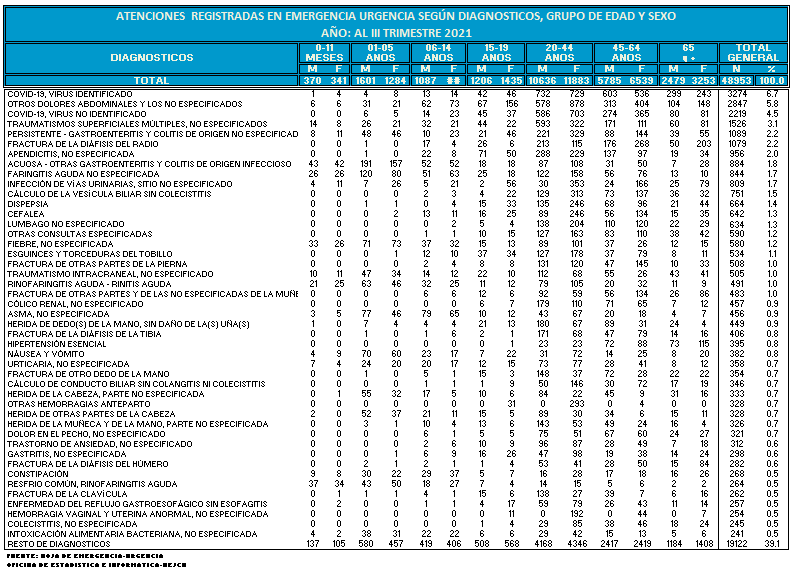 ATENCIONES REGISTRADAS EN EMERGENCIA URGENCIA SEGÚN DIAGNOSTICOS, GRUPO DE EDAD Y SEXO
AÑO: AL III TRIMESTRE 2021
DIAGNOSTICOS 0-11 MESES 01-05 ANOS 06-14 ANOS 15-19 ANOS 20-44 ANOS 45-64 ANOS 65 TOTAL GENERAL
M F M F M F M F M F M F M F N %
TOTAL 370 341 1601 1284 1087 ## 1206 1435 10636 11883 5785 6539 2479 3253 48953 100.0
COVID-19, VIRUS IDENTIFICADO 1 4 4 8 13 14 42 46 732 729 603 536 299 243 3274 6.7
OTROS DOLORES ABDOMINALES Y LOS NO ESPECIFICADOS 6 6 31 21 62 73 67 156 578 878 313 404 104 148 2847 5.8
COVID-19, VIRUS NO IDENTIFICADO 0 0 6 5 14 23 45 37 586 703 274 365 80 81 2219 4.5
TRAUMATISMOS SUPERFICIALES MÚLTIPLES, NO ESPECIFICADOS 14 8 26 21 32 21 44 22 593 332 171 111 60 81 1526 3.1
PERSISTENTE - GASTROENTERITIS Y COLITIS DE ORIGEN NO ESPECIFICAD 8 11 48 46 10 23 21 46 221 329 88 144 39 55 1089 2.2
FRACTURA DE LA DIÁFISIS DEL RADIO 0 0 1 0 17 4 26 6 213 115 176 268 50 203 1079 2.2
APENDICITIS, NO ESPECIFICADA 0 0 1 0 22 8 71 50 288 229 137 97 19 34 956 2.0
ACUOSA - OTRAS GASTROENTERITIS Y COLITIS DE ORIGEN INFECCIOSO 43 42 191 157 52 52 18 18 87 108 31 50 7 28 884 1.8
FARINGITIS AGUDA NO ESPECIFICADA 26 26 120 80 51 63 25 18 122 158 56 76 13 10 844 1.7
INFECCIÓN DE VÍAS URINARIAS, SITIO NO ESPECIFICADO 4 11 7 26 5 21 2 56 30 353 24 166 25 79 809 1.7
CÁLCULO DE LA VESÍCULA BILIAR SIN COLECISTITIS 0 0 0 0 2 3 4 22 129 313 73 137 36 32 751 1.5
DISPEPSIA 0 0 1 1 0 4 15 33 135 246 68 96 21 44 664 1.4
CEFALEA 0 0 0 2 13 11 16 25 89 246 56 134 15 35 642 1.3
LUMBAGO NO ESPECIFICADO 0 0 0 0 0 2 5 4 138 204 110 120 22 29 634 1.3
OTRAS CONSULTAS ESPECIFICADAS 0 0 0 0 1 1 10 15 127 163 83 110 38 42 590 1.2
FIEBRE, NO ESPECIFICADA 33 26 71 73 37 32 15 13 89 101 37 26 12 15 580 1.2
ESGUINCES Y TORCEDURAS DEL TOBILLO 0 0 0 1 12 10 37 34 127 178 37 79 8 11 534 1.1
FRACTURA DE OTRAS PARTES DE LA PIERNA 0 0 0 0 2 4 8 8 131 120 47 145 10 33 508 1.0
TRAUMATISMO INTRACRANEAL, NO ESPECIFICADO 10 11 47 34 14 12 22 10 112 68 55 26 43 41 505 1.0
RINOFARINGITIS AGUDA - RINITIS AGUDA 21 25 63 46 32 25 11 12 79 105 20 32 11 9 491 1.0
FRACTURA DE OTRAS PARTES Y DE LAS NO ESPECIFICADAS DE LA MUÑE 0 0 0 0 6 6 12 6 92 59 56 134 26 86 483 1.0
CÓLICO RENAL, NO ESPECIFICADO 0 0 0 0 0 0 6 7 179 110 71 65 7 12 457 0.9
ASMA, NO ESPECIFICADA 3 5 77 46 79 65 10 12 43 67 20 18 4 7 456 0.9
HERIDA DE DEDO(S) DE LA MANO, SIN DAÑO DE LA(S) UÑA(S) 1 0 7 4 4 4 21 13 180 67 89 31 24 4 449 0.9
FRACTURA DE LA DIÁFISIS DE LA TIBIA 0 0 1 0 1 6 2 1 171 68 47 79 14 16 406 0.8
HIPERTENSIÓN ESENCIAL 0 0 0 0 0 0 0 1 23 23 72 88 73 115 395 0.8
NÁUSEA Y VÓMITO 4 9 70 60 23 17 7 22 31 72 14 25 8 20 382 0.8
URTICARIA, NO ESPECIFICADA 7 4 24 20 20 17 12 15 73 77 28 41 8 12 358 0.7
FRACTURA DE OTRO DEDO DE LA MANO 0 0 1 0 5 1 15 3 148 37 72 28 22 22 354 0.7
CÁLCULO DE CONDUCTO BILIAR SIN COLANGITIS NI COLECISTITIS 0 0 0 0 1 1 1 9 50 146 30 72 17 19 346 0.7
HERIDA DE LA CABEZA, PARTE NO ESPECIFICADA 0 1 55 32 17 5 10 6 84 22 45 9 31 16 333 0.7
OTRAS HEMORRAGIAS ANTEPARTO 0 0 0 0 0 0 0 31 0 293 0 4 0 0 328 0.7
HERIDA DE OTRAS PARTES DE LA CABEZA 2 0 52 37 21 11 15 5 89 30 34 6 15 11 328 0.7
HERIDA DE LA MUÑECA Y DE LA MANO, PARTE NO ESPECIFICADA 0 0 3 1 10 4 13 6 143 53 49 24 16 4 326 0.7
DOLOR EN EL PECHO, NO ESPECIFICADO 0 0 0 0 6 1 5 5 75 51 67 60 24 27 321 0.7
TRASTORNO DE ANSIEDAD, NO ESPECIFICADO 0 0 0 0 2 6 10 9 96 87 28 49 7 18 312 0.6
GASTRITIS, NO ESPECIFICADA 0 0 0 1 6 9 16 26 47 98 19 38 14 24 298 0.6
FRACTURA DE LA DIÁFISIS DEL HÚMERO 0 0 2 1 2 1 1 4 53 41 28 50 15 84 282 0.6
CONSTIPACIÓN 9 8 30 22 29 37 5 7 16 28 17 18 16 26 268 0.5
RESFRIO COMÚN, RINOFARINGITIS AGUDA 37 34 43 50 18 27 7 4 14 15 5 6 2 2 264 0.5
FRACTURA DE LA CLAVÍCULA 0 1 1 1 4 1 15 6 138 27 39 7 6 16 262 0.5
ENFERMEDAD DEL REFLUJO GASTROESOFÁGICO SIN ESOFAGITIS 0 2 0 0 1 1 4 17 59 79 26 43 11 14 257 0.5
HEMORRAGIA VAGINAL Y UTERINA ANORMAL, NO ESPECIFICADA 0 0 0 0 0 0 0 11 0 192 0 44 0 0 247 0.5
COLECISTITIS, NO ESPECIFICADA 0 0 0 0 0 0 1 4 29 85 38 46 18 24 245 0.5
INTOXICACIÓN ALIMENTARIA BACTERIANA, NO ESPECIFICADA 4 2 38 31 22 22 6 6 29 42 15 13 5 6 241 0.5
RESTO DE DIAGNOSTICOS 137 105 580 457 419 406 508 568 4168 4346 2417 2419 1184 1408 19122 39.1
FUENTE: HOJA DE EMERGENCIA-URGENCIA
OFICINA DE ESTADISTICA E INFORMATICA-HEJCU